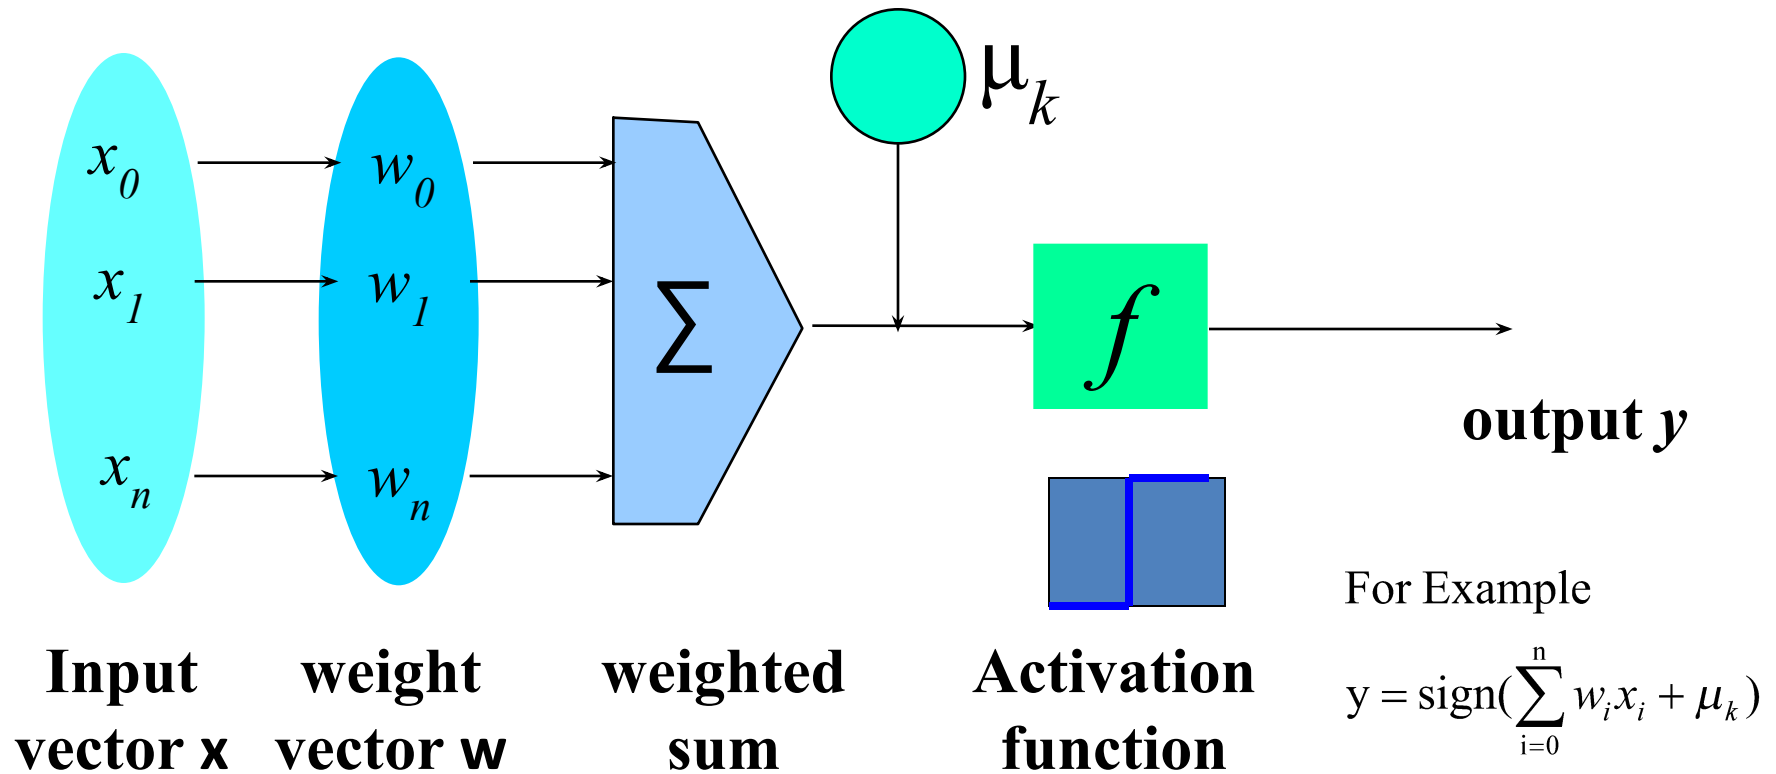 μk
x0 w0
x1 w1
∑
f
xn wn
output y
For Example
Input vector x
weight vector w
weighted sum
Activation function
y = sign(∑ⁿi=0 wixi + μk)